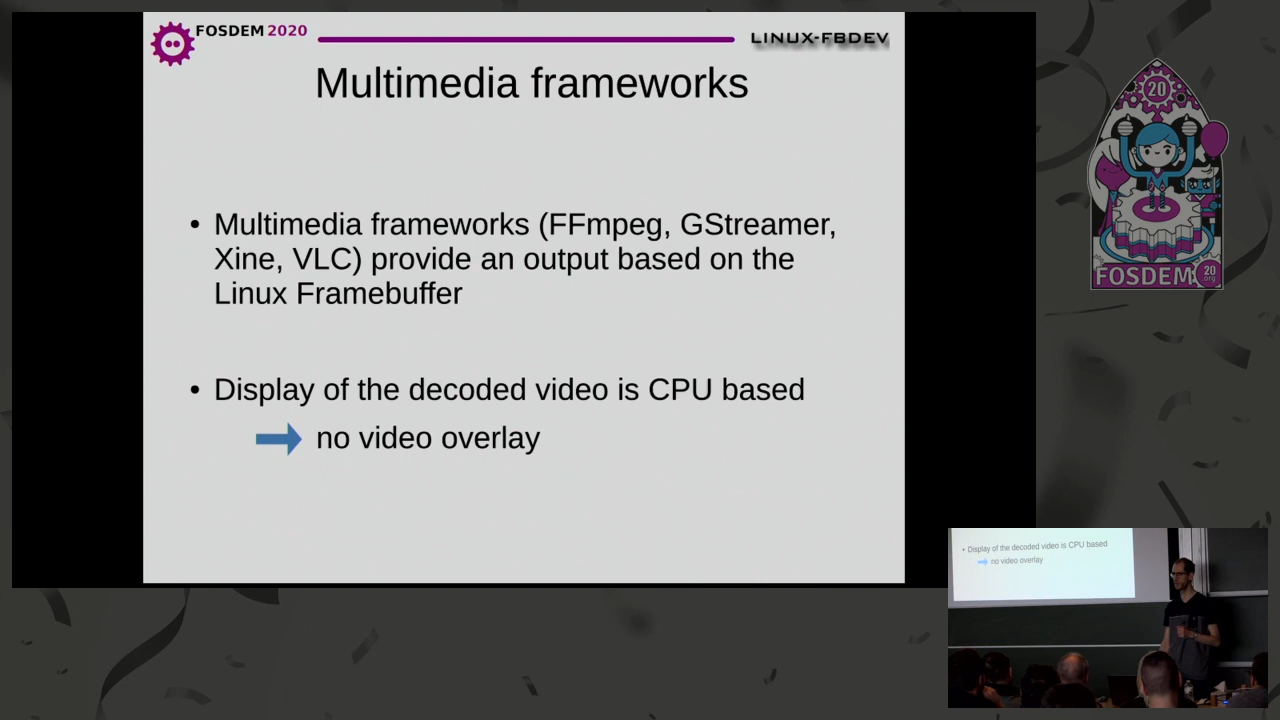 FOSDEM 2020
LINUX-FBDEV
Multimedia frameworks
• Multimedia frameworks (FFmpeg, GStreamer,
Xine, VLC) provide an output based on the
Linux Framebuffer
• Display of the decoded video is CPU based
no video overlay
20
FOSDEM
20
.org
• Display of the decoded video is CPU based
no video overlay